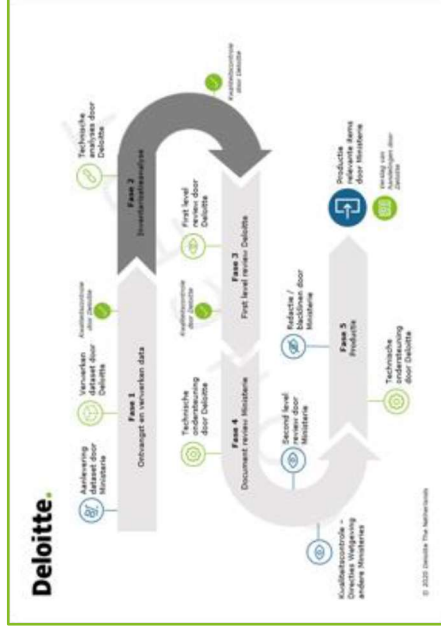 Deloitte.
Aanlevering
dataset door
Ministerie
Verwerken
dataset door
Deloitte
Kwaliteitscontrole
door Deloitte
Technische
analyses door
Deloitte
Fase 1
Ontvangst en verwerken data
Fase 2
Inventarisatieanalyse
Kwaliteitscontrole
door Deloitte
Technische
ondersteuning
door Deloitte
Kwaliteitscontrole
door Deloitte
First level
review door
Deloitte
Fase 4
Document review Ministerie
Fase 3
First level review Deloitte
Kwaliteitscontrole –
Directies Wetgeving
andere Ministeries
Second level
review door
Ministerie
Redactie /
blacklinen door
Ministerie
Productie
relevante items
door Ministerie
Verslag van
handelingen door
Deloitte
Fase 5
Productie
Technische
ondersteuning
door Deloitte
© 2020 Deloitte The Netherlands